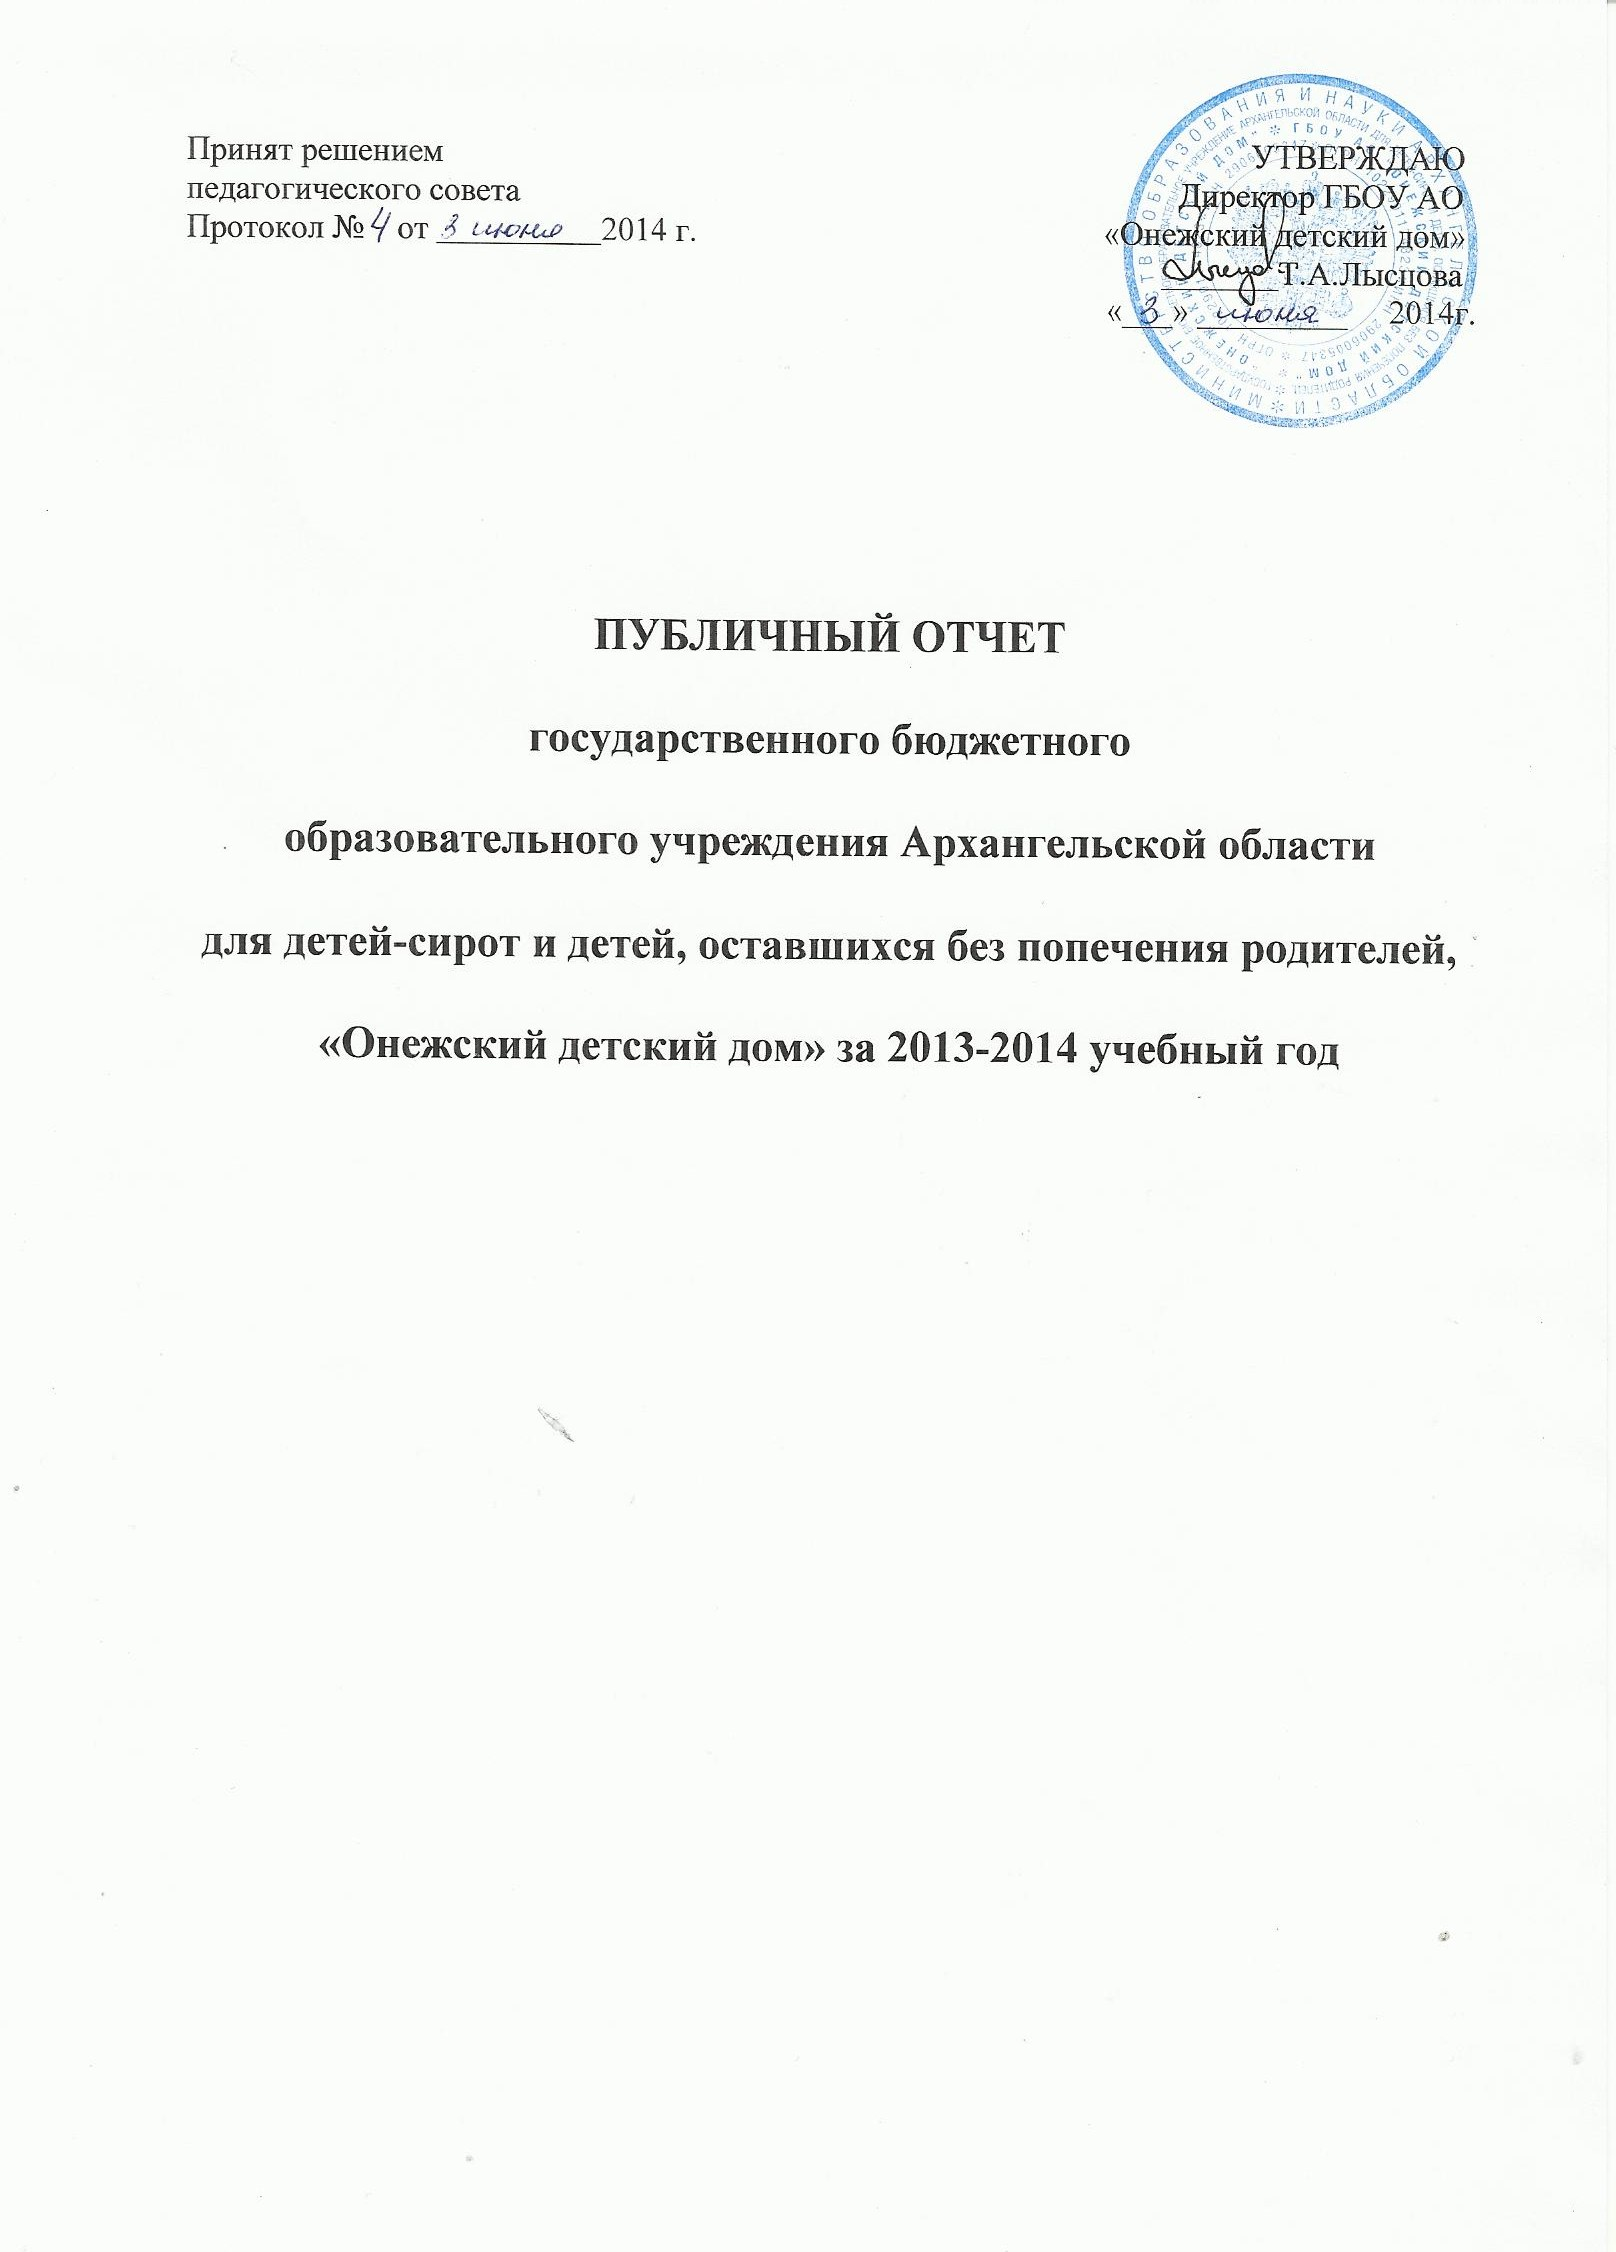 Принят решением
педагогического совета
Протокол № 4 от 3 июня 2014 г.
УТВЕРЖДАЮ
Директор ГБОУ АО
«Онежский детский дом»
Т.А.Лысцова
«3» июня 2014г.
ПУБЛИЧНЫЙ ОТЧЕТ
государственного бюджетного
образовательного учреждения Архангельской области
для детей-сирот и детей, оставшихся без попечения родителей,
«Онежский детский дом» за 2013-2014 учебный год